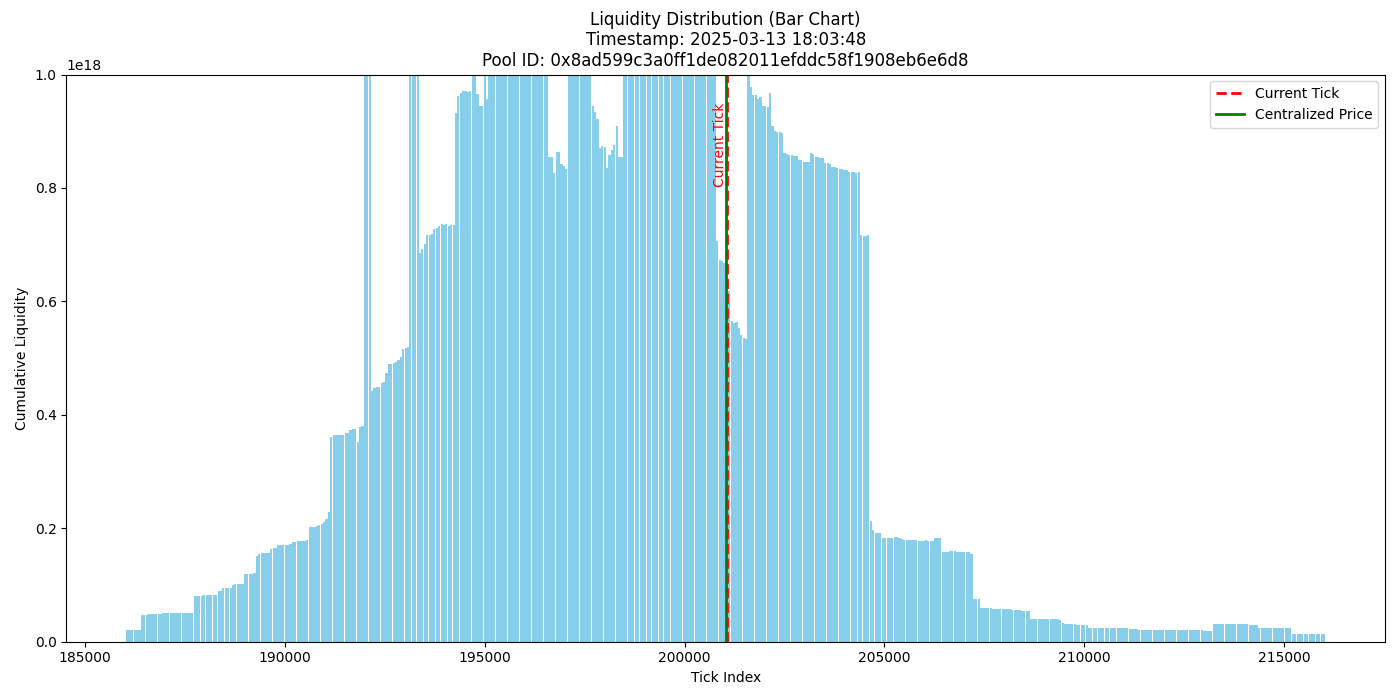 Liquidity Distribution (Bar Chart)
Timestamp: 2025-03-13 18:03:48
Pool ID: 0x8ad599c3a0ff1de082011efddc58f1908eb6e6d8
1e18
1.0
0.8
0.6
0.4
0.2
0.0
Cumulative Liquidity
Current Tick
Current Tick
Centralized Price
185000
190000
195000
200000
205000
210000
215000
Tick Index